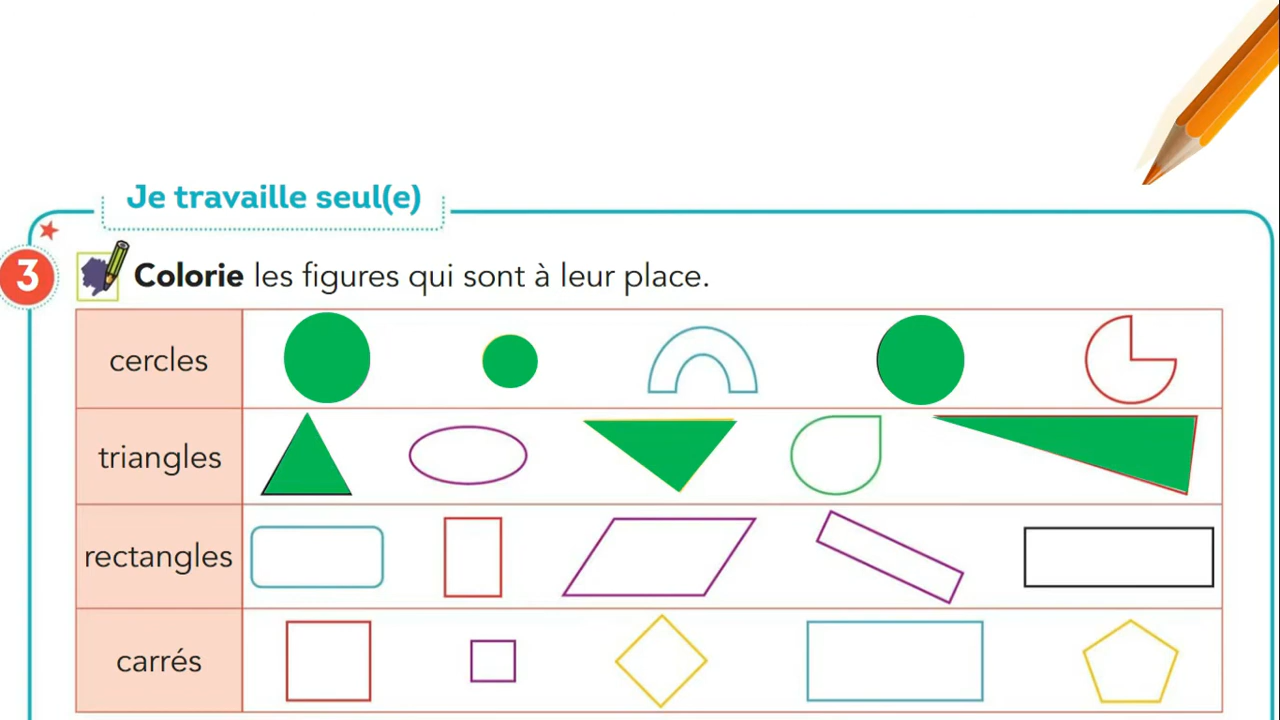 Je travaille seul(e)
3
Colorie les figures qui sont à leur place.
cercles
triangles
rectangles
carrés